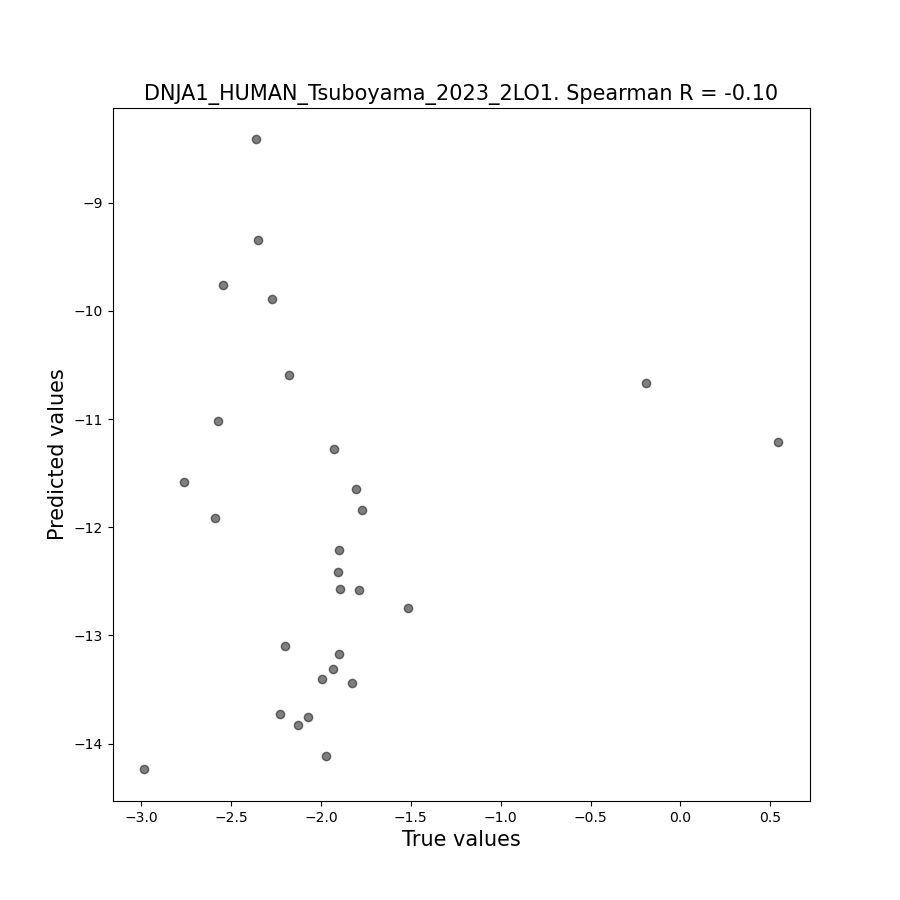 DNJA1_HUMAN_Tsuboyama_2023_2LO1. Spearman R = -0.10
Predicted values
−9
−10
−11
−12
−13
−14
−3.0 −2.5 −2.0 −1.5 −1.0 −0.5 0.0 0.5
True values